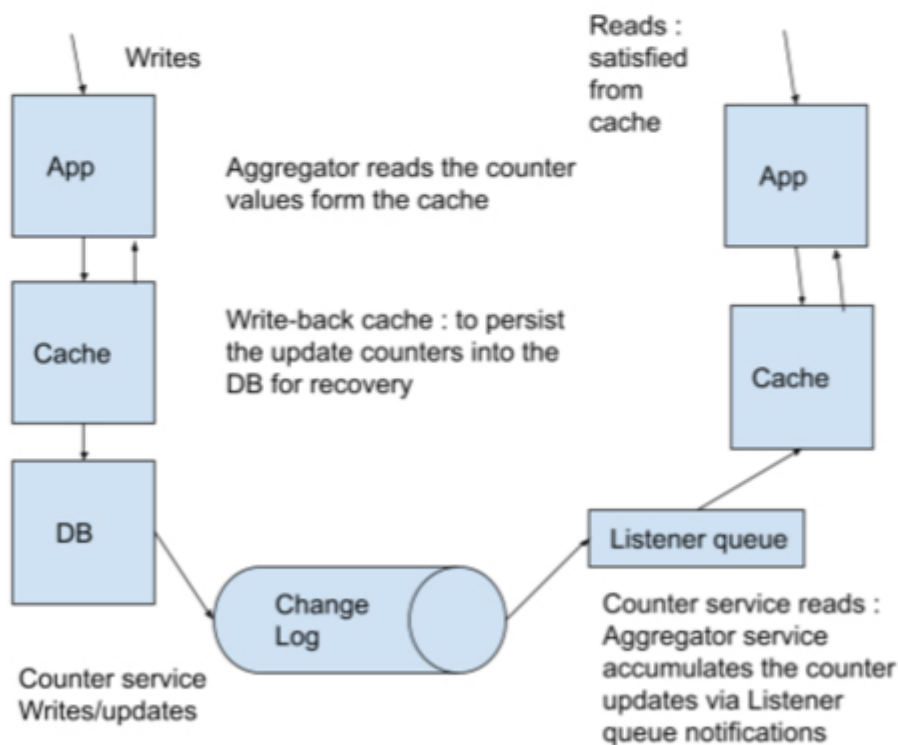 Writes
App
Aggregator reads the counter
values form the cache
Cache
Write-back cache : to persist
the update counters into the
DB for recovery
DB
Change
Log
Counter service
Writes/updates
Reads :
satisfied
from
cache
App
Cache
Listener queue
Counter service reads :
Aggregator service
accumulates the counter
updates via Listener
queue notifications